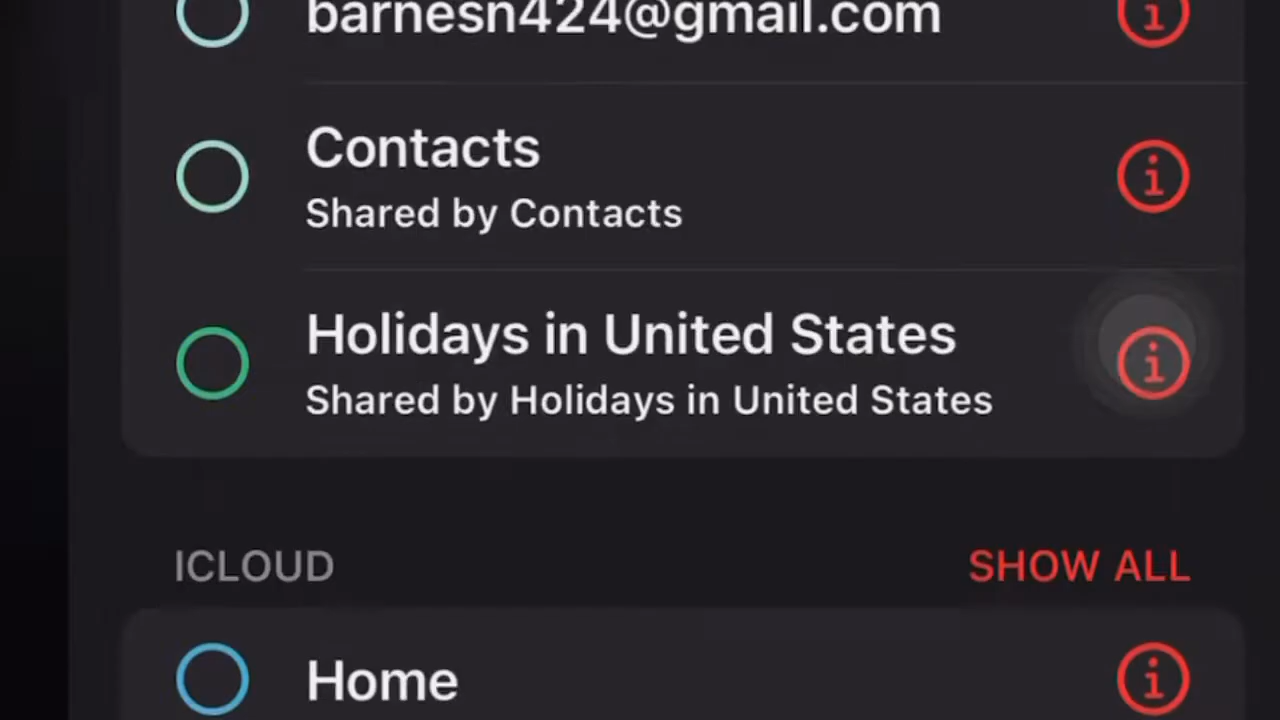 barnesn424@gmail.com
Contacts
Shared by Contacts
Holidays in United States
Shared by Holidays in United States
ICLOUD
SHOW ALL
Home